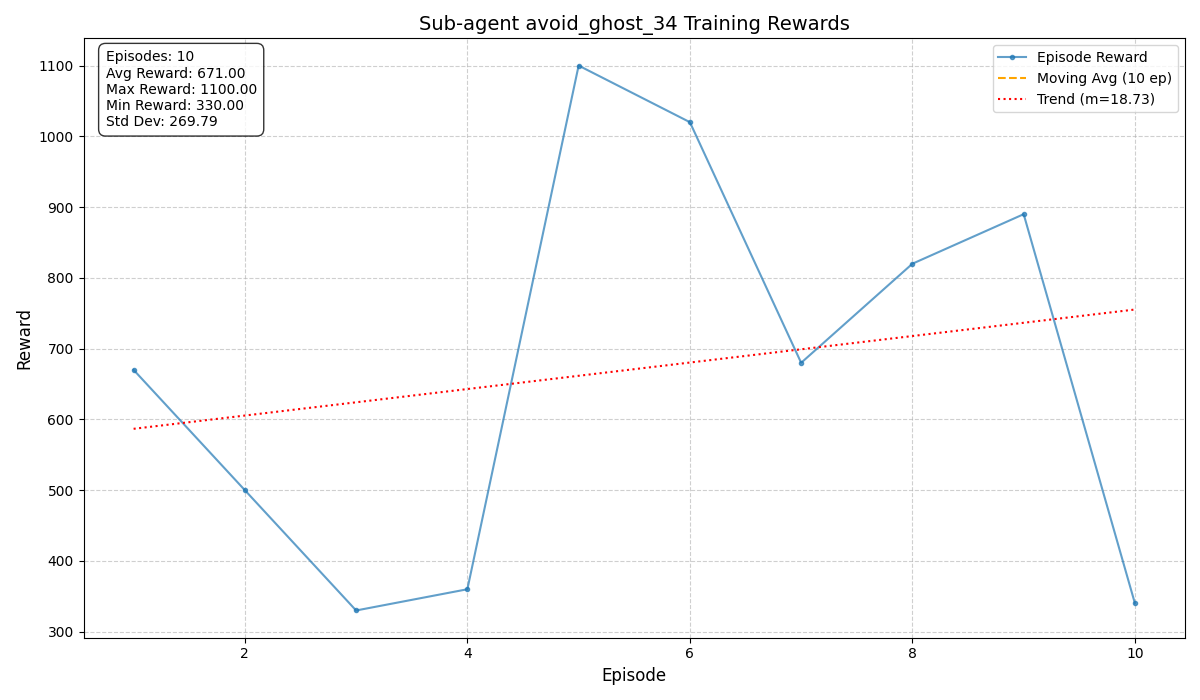 Sub-agent avoid_ghost_34 Training Rewards
Episodes: 10
Avg Reward: 671.00
Max Reward: 1100.00
Min Reward: 330.00
Std Dev: 269.79
Episode Reward
Moving Avg (10 ep)
Trend (m=18.73)
Reward
1100
1000
900
800
700
600
500
400
300
2
4
6
8
10
Episode